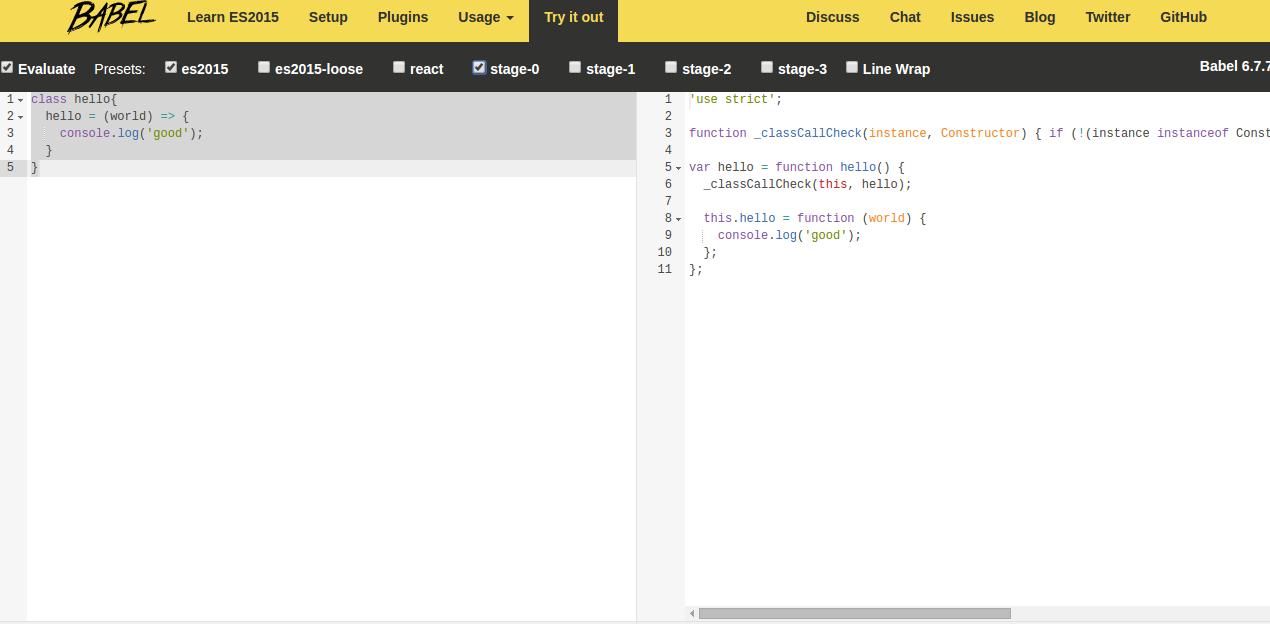 BABEL Learn ES2015 Setup Plugins Usage Try it out Discuss Chat Issues Blog Twitter GitHub
Evaluate Presets: es2015 es2015-loose react stage-0 stage-1 stage-2 stage-3 Line Wrap Babel 6.7.7
1 class hello{
2 hello = (world) => {
3 console.log('good');
4 }
5 }
1 'use strict';
2
3 function _classCallCheck(instance, Constructor) { if (!(instance instanceof Const
4
5 var hello = function hello() {
6 _classCallCheck(this, hello);
7
8 this.hello = function (world) {
9 console.log('good');
10 };
11 };